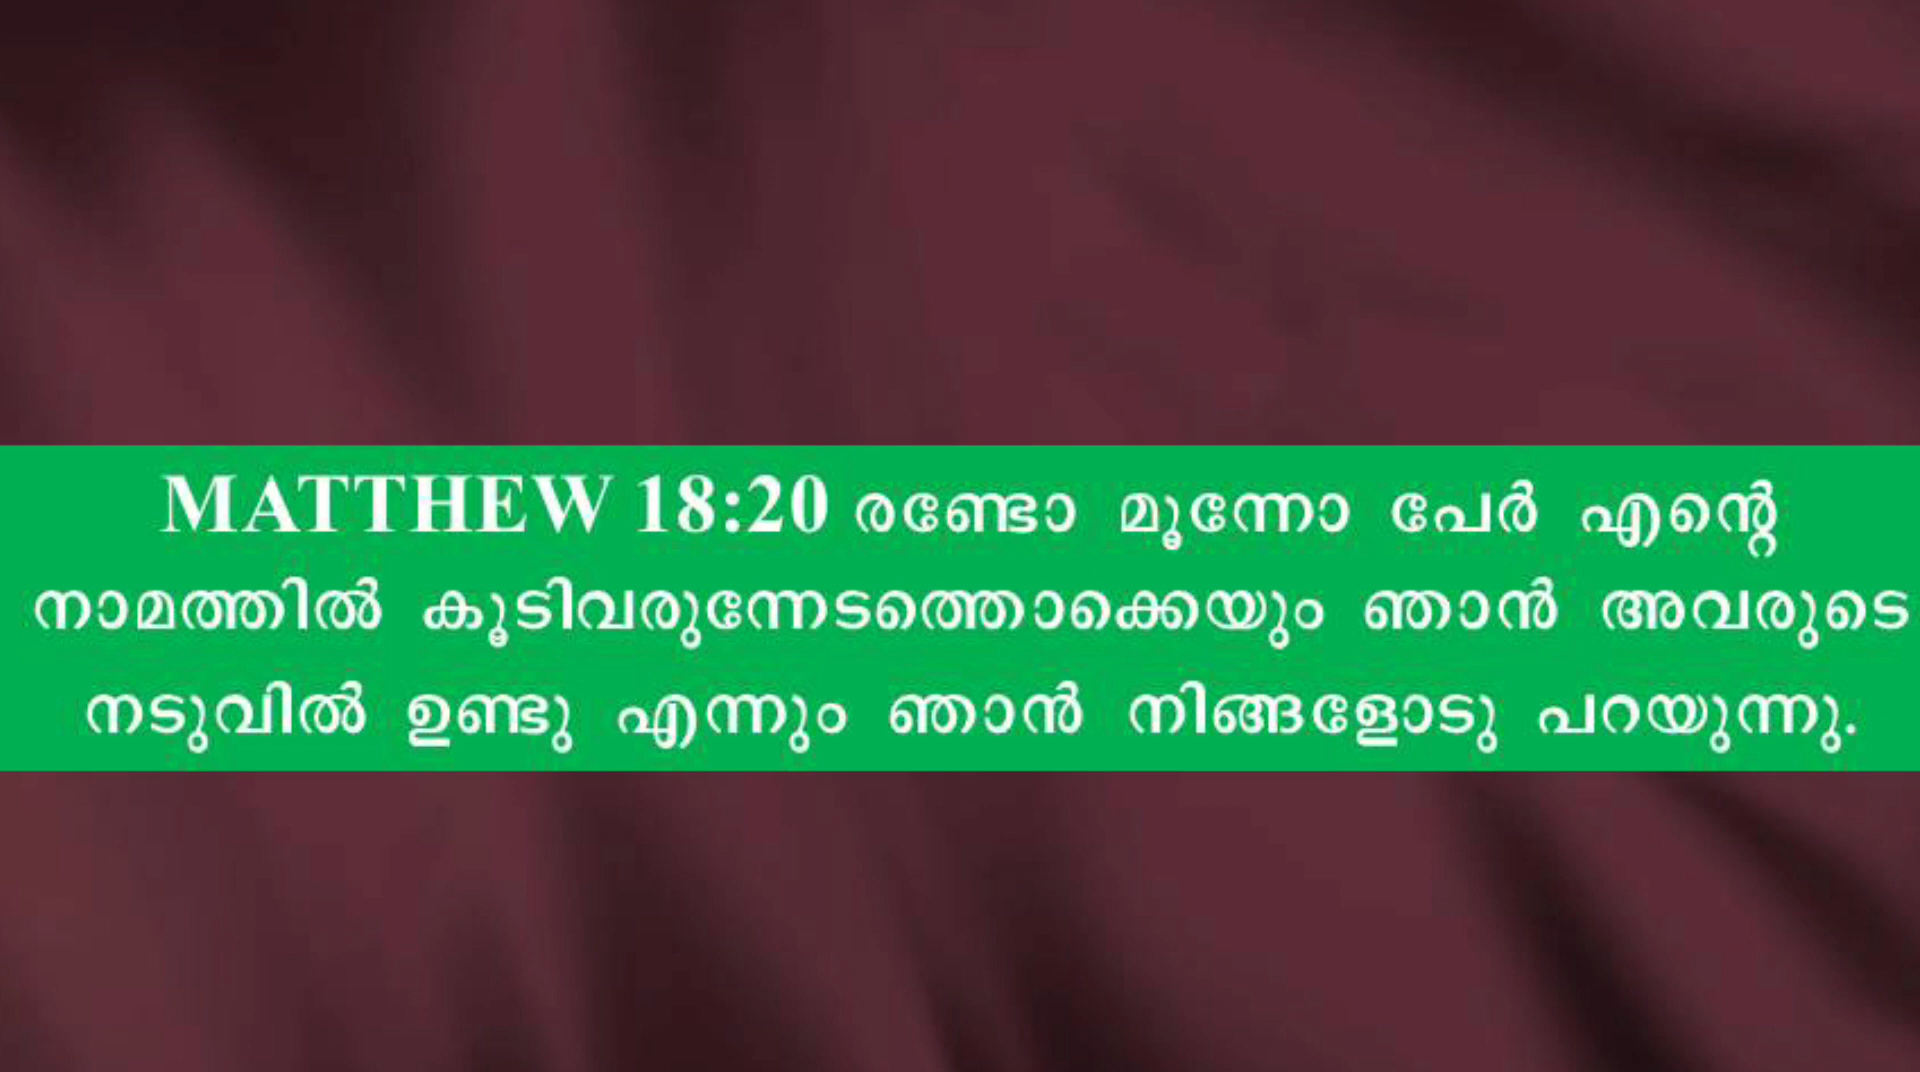 MATTHEW 18:20 രണ്ടോ മൂന്നോ പേർ എന്റെ
നാമത്തിൽ കൂടിവരുന്നേടത്തൊക്കെയും ഞാൻ അവരുടെ
നടുവിൽ ഉണ്ടു എന്നും ഞാൻ നിങ്ങളോടു പറയുന്നു.